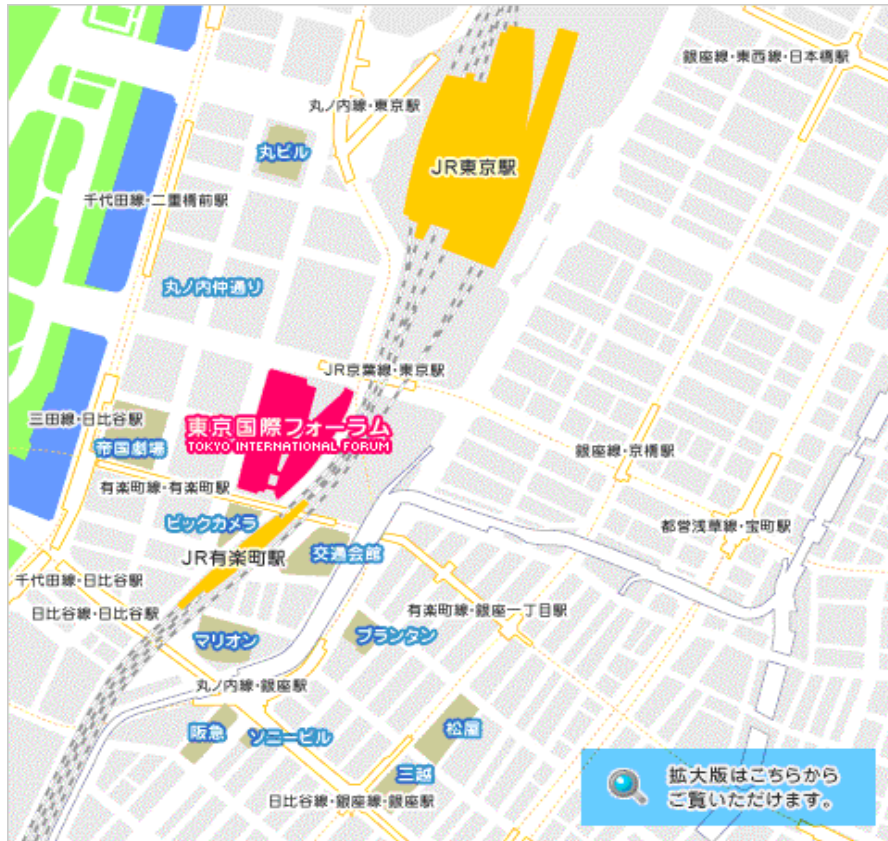 銀座線・東西線・日本橋駅
丸ノ内線・東京駅
丸ビル
JR東京駅
千代田線・二重橋前駅
丸ノ内仲通り
JR京葉線・東京駅
三田線・日比谷駅
東京国際フォーラム
TOKYO INTERNATIONAL FORUM
帝国劇場
銀座線・京橋駅
有楽町線・有楽町駅
ビックカメラ
都営浅草線・宝町駅
JR有楽町駅
交通会館
千代田線・日比谷駅
日比谷線・日比谷駅
有楽町線・銀座一丁目駅
マリオン
プランタン
丸ノ内線・銀座駅
阪急
ソニービル
松屋
三越
日比谷線・銀座線・銀座駅
拡大版はこちらから
ご覧いただけます。